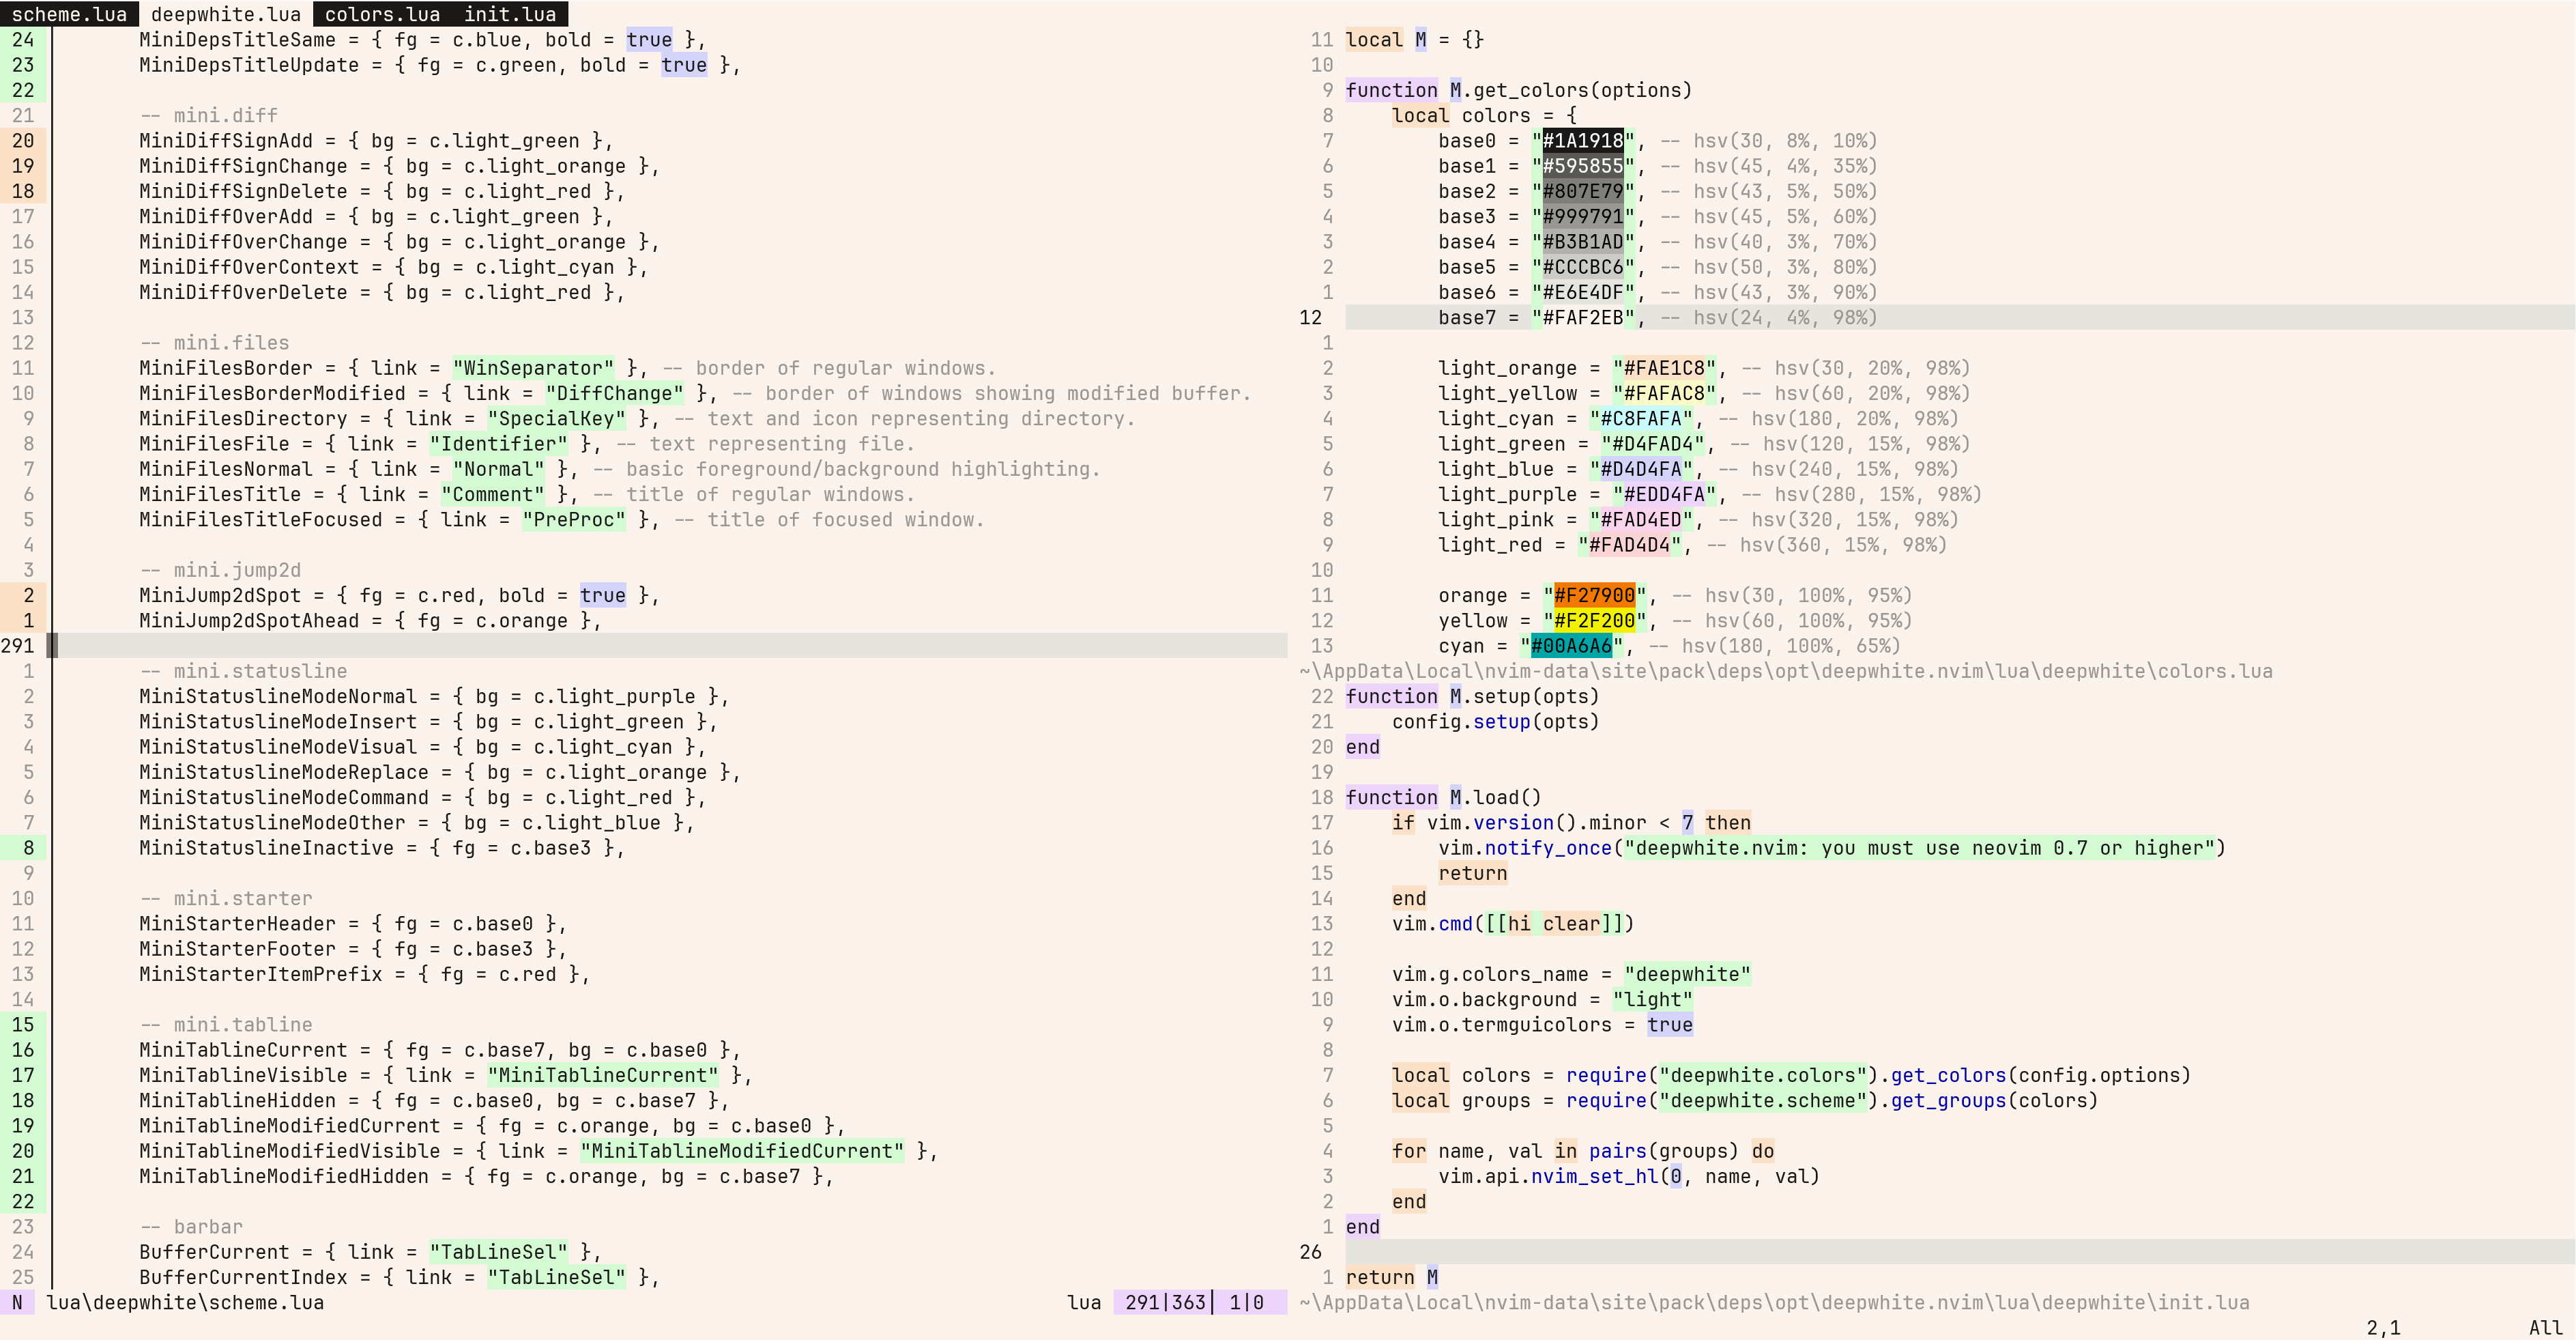 scheme.lua deepwhite.lua colors.lua init.lua
24 MiniDepsTitleSame = { fg = c.blue, bold = true },
23 MiniDepsTitleUpdate = { fg = c.green, bold = true },
22
21 -- mini.diff
20 MiniDiffSignAdd = { bg = c.light_green },
19 MiniDiffSignChange = { bg = c.light_orange },
18 MiniDiffSignDelete = { bg = c.light_red },
17 MiniDiffOverAdd = { bg = c.light_green },
16 MiniDiffOverChange = { bg = c.light_orange },
15 MiniDiffOverContext = { bg = c.light_cyan },
14 MiniDiffOverDelete = { bg = c.light_red },
13
12 -- mini.files
11 MiniFilesBorder = { link = "WinSeparator" }, -- border of regular windows.
10 MiniFilesBorderModified = { link = "DiffChange" }, -- border of windows showing modified buffer.
9 MiniFilesDirectory = { link = "SpecialKey" }, -- text and icon representing directory.
8 MiniFilesFile = { link = "Identifier" }, -- text representing file.
7 MiniFilesNormal = { link = "Normal" }, -- basic foreground/background highlighting.
6 MiniFilesTitle = { link = "Comment" }, -- title of regular windows.
5 MiniFilesTitleFocused = { link = "PreProc" }, -- title of focused window.
4
3 -- mini.jump2d
2 MiniJump2dSpot = { fg = c.red, bold = true },
1 MiniJump2dSpotAhead = { fg = c.orange },
291
1 -- mini.statusline
2 MiniStatuslineModeNormal = { bg = c.light_purple },
3 MiniStatuslineModeInsert = { bg = c.light_green },
4 MiniStatuslineModeVisual = { bg = c.light_cyan },
5 MiniStatuslineModeReplace = { bg = c.light_orange },
6 MiniStatuslineModeCommand = { bg = c.light_red },
7 MiniStatuslineModeOther = { bg = c.light_blue },
8 MiniStatuslineInactive = { fg = c.base3 },
9
10 -- mini.starter
11 MiniStarterHeader = { fg = c.base0 },
12 MiniStarterFooter = { fg = c.base3 },
13 MiniStarterItemPrefix = { fg = c.red },
14
15 -- mini.tabline
16 MiniTablineCurrent = { fg = c.base7, bg = c.base0 },
17 MiniTablineVisible = { link = "MiniTablineCurrent" },
18 MiniTablineHidden = { fg = c.base0, bg = c.base7 },
19 MiniTablineModifiedCurrent = { fg = c.orange, bg = c.base0 },
20 MiniTablineModifiedVisible = { link = "MiniTablineModifiedCurrent" },
21 MiniTablineModifiedHidden = { fg = c.orange, bg = c.base7 },
22
23 -- barbar
24 BufferCurrent = { link = "TabLineSel" },
25 BufferCurrentIndex = { link = "TabLineSel" },
N lua\deepwhite\scheme.lua lua 291|363| 1|0
11 local M = {}
10
9 function M.get_colors(options)
8 local colors = {
7 base0 = "#1A1918", -- hsv(30, 8%, 10%)
6 base1 = "#595855", -- hsv(45, 4%, 35%)
5 base2 = "#807E79", -- hsv(43, 5%, 50%)
4 base3 = "#999791", -- hsv(45, 5%, 60%)
3 base4 = "#B3B1AD", -- hsv(40, 3%, 70%)
2 base5 = "#CCCBC6", -- hsv(50, 3%, 80%)
1 base6 = "#E6E4DF", -- hsv(43, 3%, 90%)
12 base7 = "#FAF2EB", -- hsv(24, 4%, 98%)
1
2 light_orange = "#FAE1C8", -- hsv(30, 20%, 98%)
3 light_yellow = "#FAFAC8", -- hsv(60, 20%, 98%)
4 light_cyan = "#C8FAFA", -- hsv(180, 20%, 98%)
5 light_green = "#D4FAD4", -- hsv(120, 15%, 98%)
6 light_blue = "#D4D4FA", -- hsv(240, 15%, 98%)
7 light_purple = "#EDD4FA", -- hsv(280, 15%, 98%)
8 light_pink = "#FAD4ED", -- hsv(320, 15%, 98%)
9 light_red = "#FAD4D4", -- hsv(360, 15%, 98%)
10
11 orange = "#F27900", -- hsv(30, 100%, 95%)
12 yellow = "#F2F200", -- hsv(60, 100%, 95%)
13 cyan = "#00A6A6", -- hsv(180, 100%, 65%)
~\AppData\Local\nvim-data\site\pack\deps\opt\deepwhite.nvim\lua\deepwhite\colors.lua
22 function M.setup(opts)
21 config.setup(opts)
20 end
19
18 function M.load()
17 if vim.version().minor < 7 then
16 vim.notify_once("deepwhite.nvim: you must use neovim 0.7 or higher")
15 return
14 end
13 vim.cmd([[hi clear]])
12
11 vim.g.colors_name = "deepwhite"
10 vim.o.background = "light"
9 vim.o.termguicolors = true
8
7 local colors = require("deepwhite.colors").get_colors(config.options)
6 local groups = require("deepwhite.scheme").get_groups(colors)
5
4 for name, val in pairs(groups) do
3 vim.api.nvim_set_hl(0, name, val)
2 end
1 end
26
1 return M
~\AppData\Local\nvim-data\site\pack\deps\opt\deepwhite.nvim\lua\deepwhite\init.lua
2,1 All